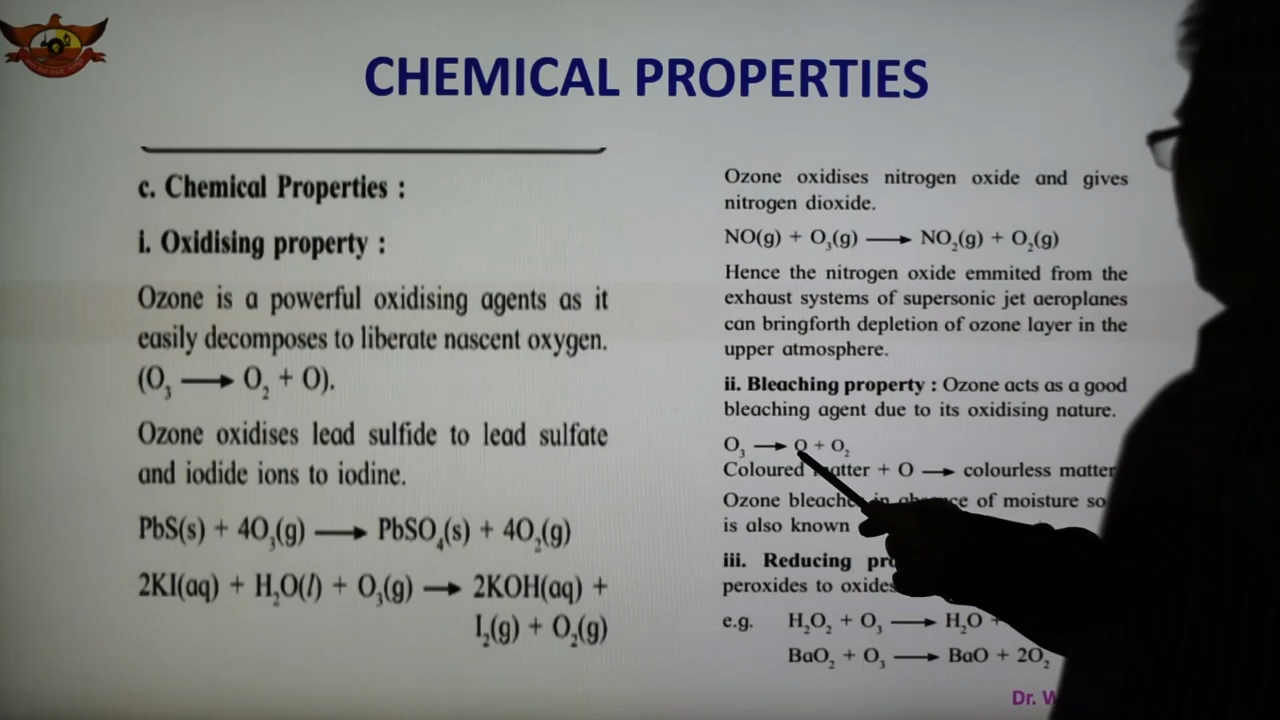 CHEMICAL PROPERTIES
c. Chemical Properties :
i. Oxidising property :
Ozone is a powerful oxidising agents as it
easily decomposes to liberate nascent oxygen.
(O₃ ⟶ O₂ + O).
Ozone oxidises lead sulfide to lead sulfate
and iodide ions to iodine.
PbS(s) + 4O₃(g) ⟶ PbSO₄(s) + 4O₂(g)
2KI(aq) + H₂O(l) + O₃(g) ⟶ 2KOH(aq) +
I₂(g) + O₂(g)
Ozone oxidises nitrogen oxide and gives
nitrogen dioxide.
NO(g) + O₃(g) ⟶ NO₂(g) + O₂(g)
Hence the nitrogen oxide emmited from the
exhaust systems of supersonic jet aeroplanes
can bringforth depletion of ozone layer in the
upper atmosphere.
ii. Bleaching property : Ozone acts as a good
bleaching agent due to its oxidising nature.
O₃ ⟶ O + O₂
Coloured matter + O ⟶ colourless matter
Ozone bleaches in absence of moisture so
is also known
iii. Reducing
peroxides to oxides
e.g. H₂O₂ + O₃ ⟶ H₂O +
BaO₂ + O₃ ⟶ BaO + 2O₂
Dr.